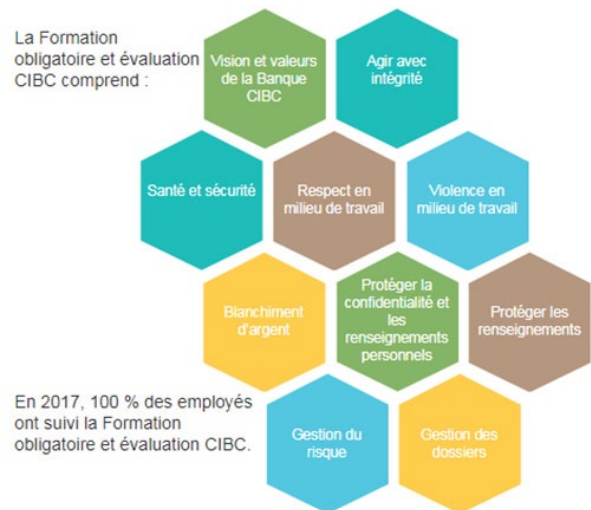 La Formation
obligatoire et évaluation
CIBC comprend :
Vision et valeurs
de la Banque
CIBC
Agir avec
intégrité
Santé et sécurité
Respect en
milieu de travail
Violence en
milieu de travail
Blanchiment
d'argent
Protéger la
confidentialité et
les
renseignements
personnels
Protéger les
renseignements
En 2017, 100 % des employés
ont suivi la Formation
obligatoire et évaluation CIBC.
Gestion du
risque
Gestion des
dossiers